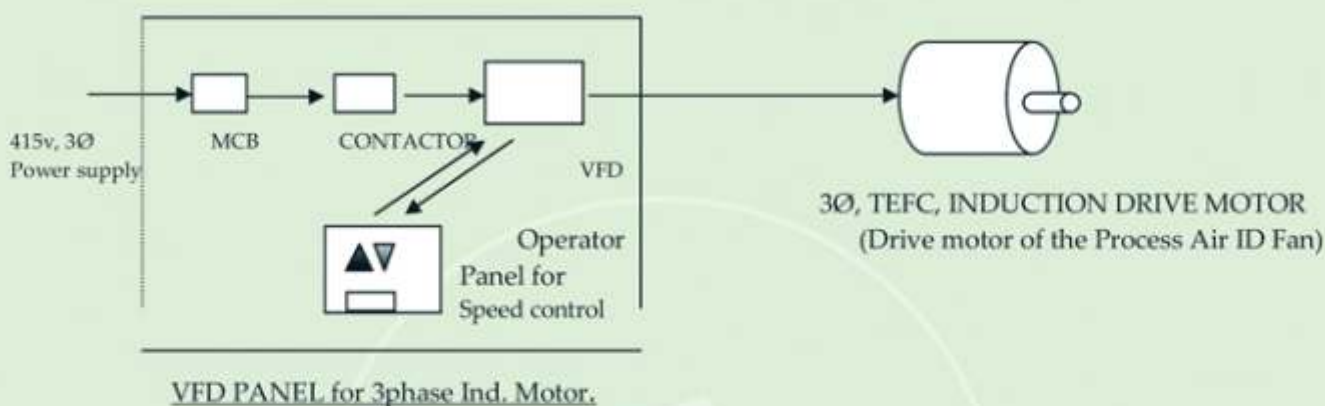 415v, 3Ø
Power supply
MCB
CONTACTOR
VFD
Operator
Panel for
Speed control
3Ø, TEFC, INDUCTION DRIVE MOTOR
(Drive motor of the Process Air ID Fan)
VFD PANEL for 3phase Ind. Motor.